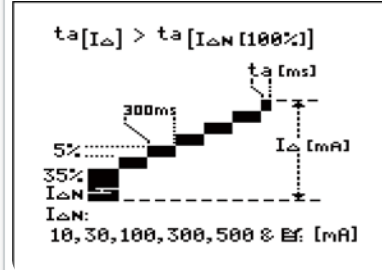 ta[I△] > ta[I△N [100%]]
ta [ms]
300ms
5%
I△ [mA]
35%
I△N
I△N:
10,30,100,300,500 & [mA]